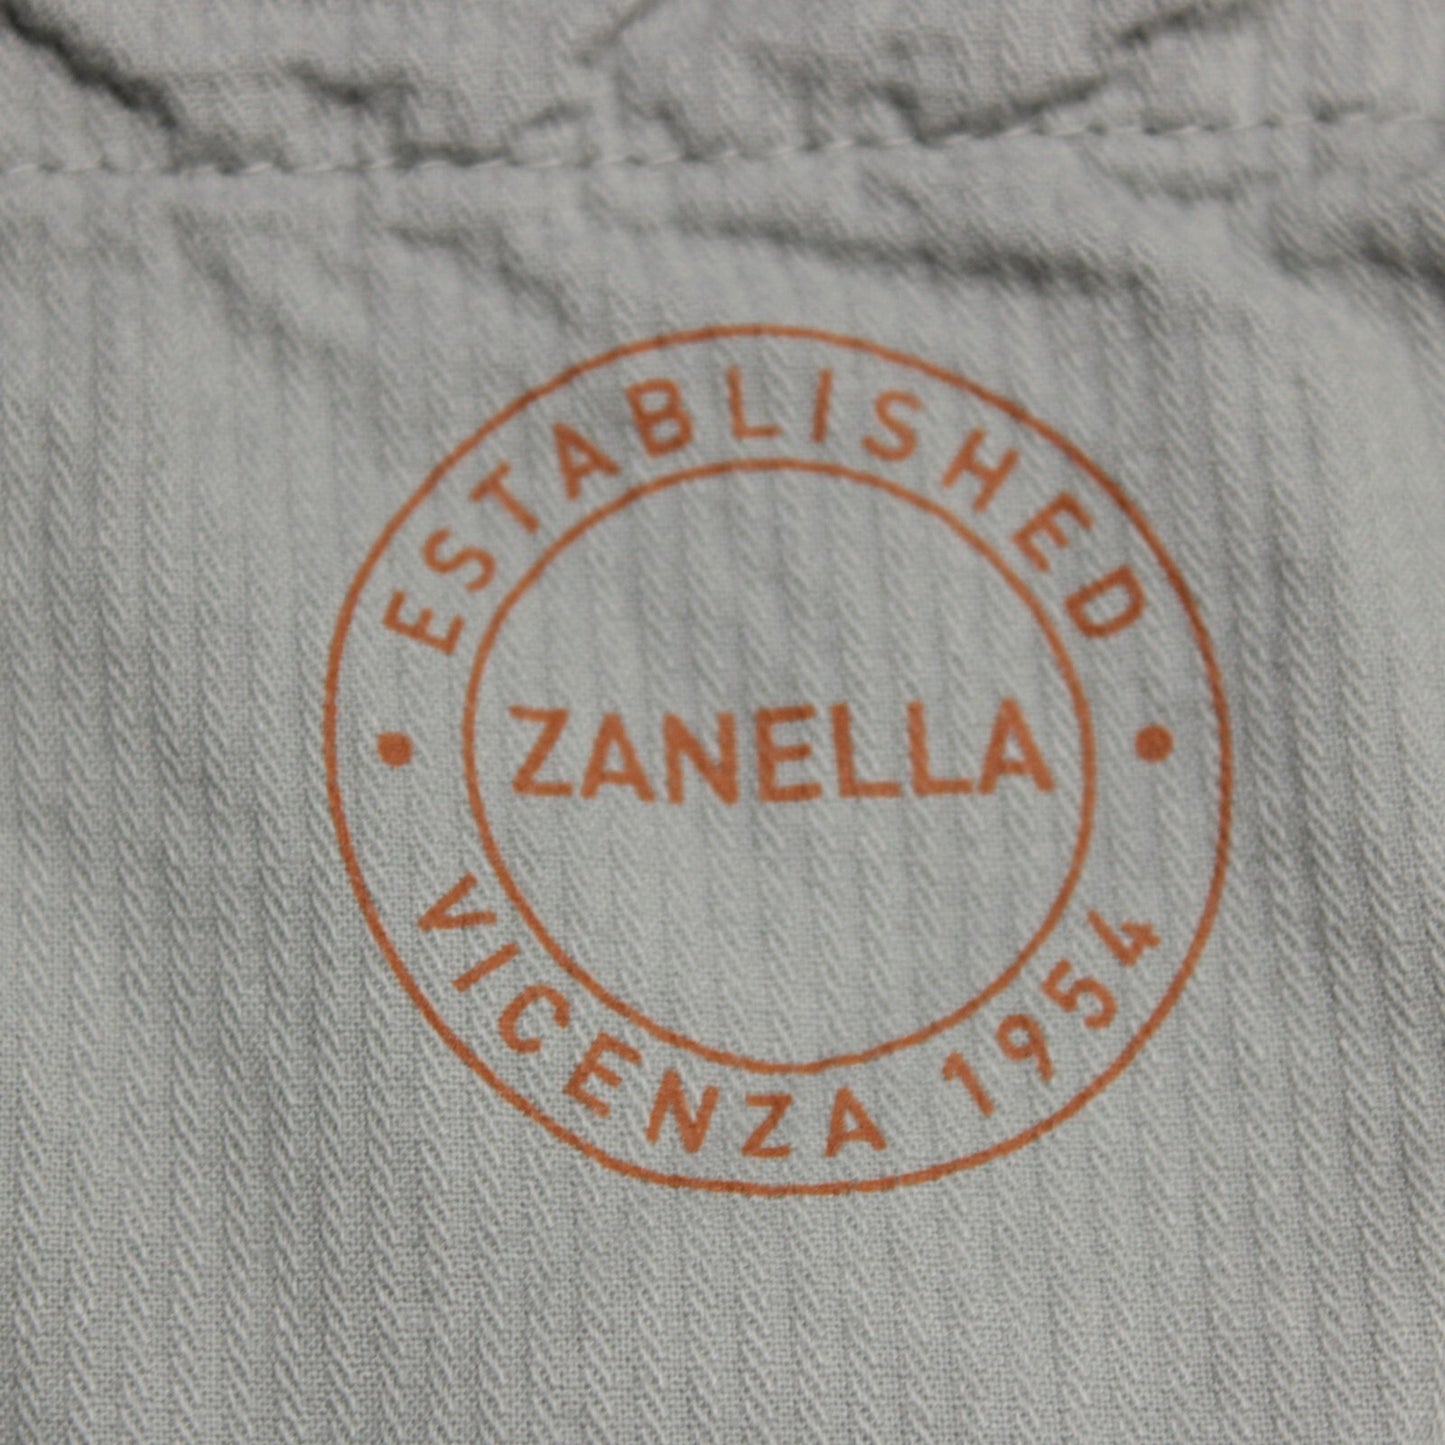 ESTABLISHED
ZANELLA
VICENZA 1954